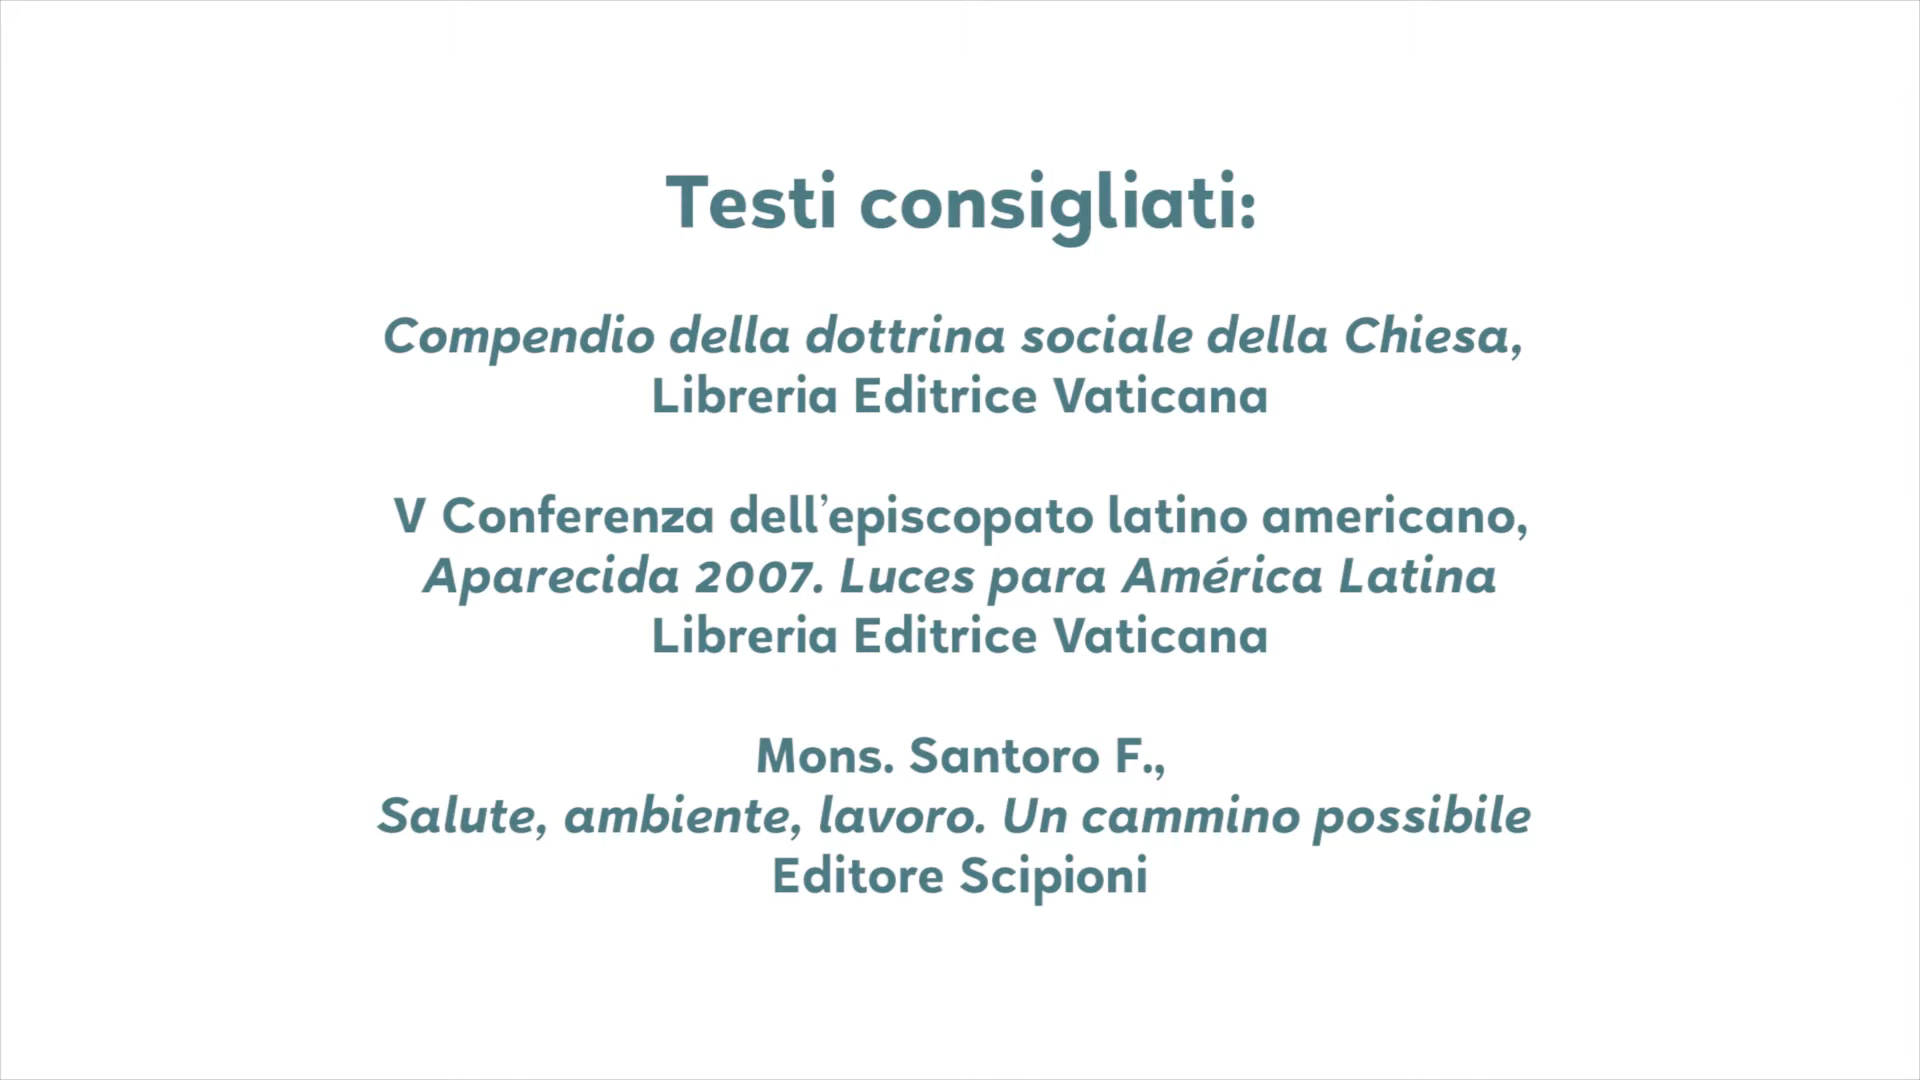 Testi consigliati:
Compendio della dottrina sociale della Chiesa,
Libreria Editrice Vaticana
V Conferenza dell’episcopato latino americano,
Aparecida 2007. Luces para América Latina
Libreria Editrice Vaticana
Mons. Santoro F.,
Salute, ambiente, lavoro. Un cammino possibile
Editore Scipioni